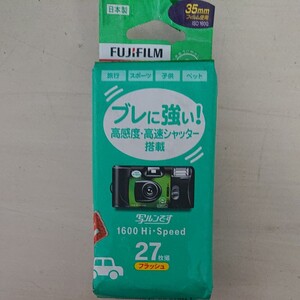 日本製
35mm
フィルム使用
ISO 1600
FUJIFILM
旅行 スポーツ 子供 ペット
ブレに強い!
高感度・高速シャッター
搭載
写ルンです
1600 Hi・Speed
27枚撮
フラッシュ